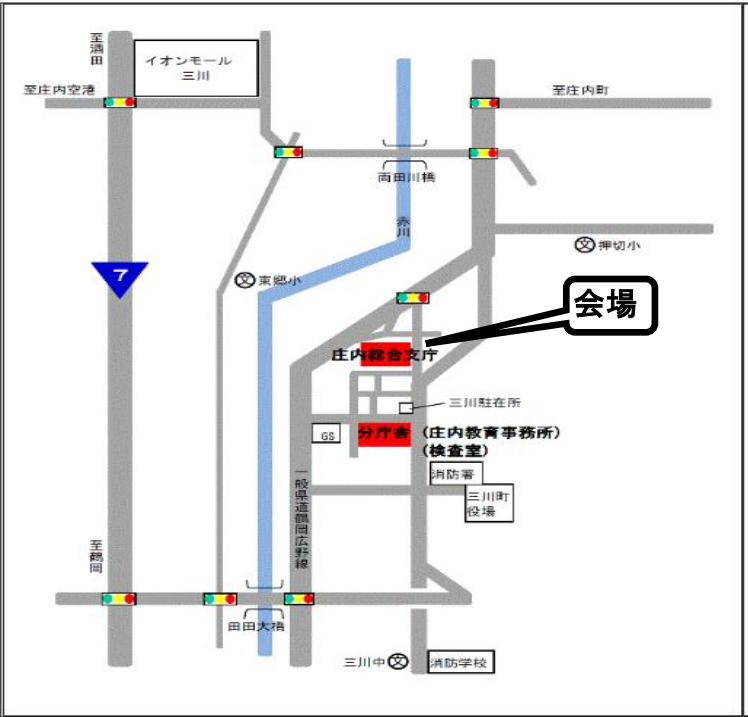 至酒田
イオンモール
三川
至庄内空港
至庄内町
両田川橋
赤川
押切小
文
7
文
東郷小
会場
庄内総合支庁
三川駐在所
GS
分庁舎
(庄内教育事務所)
(検査室)
消防署
三川町
役場
一般県道鶴岡広野線
至鶴岡
田田大橋
三川中
文
消防学校